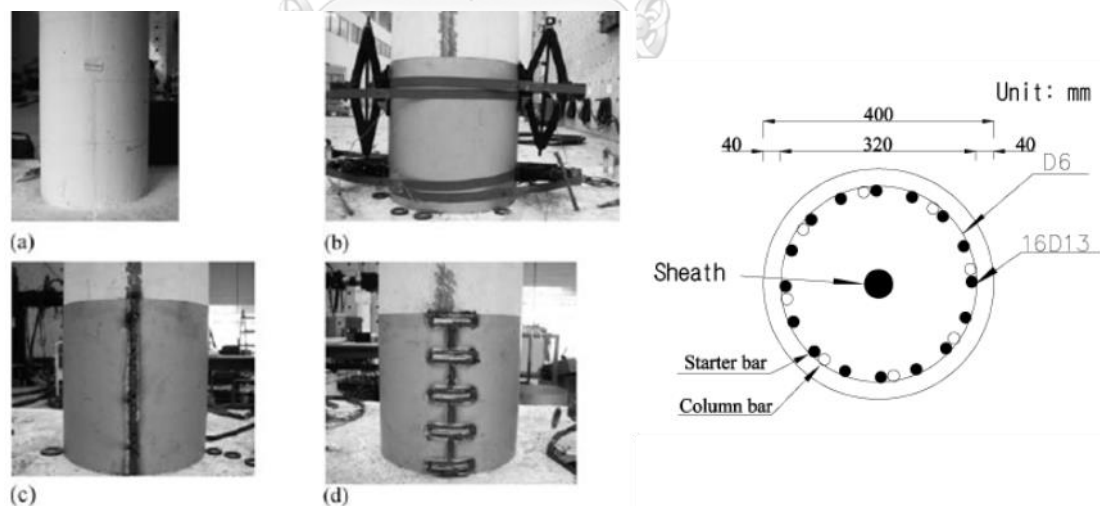 (a)
(b)
(c)
(d)
Unit: mm
400
40
320
40
D6
16D13
Sheath
Starter bar
Column bar